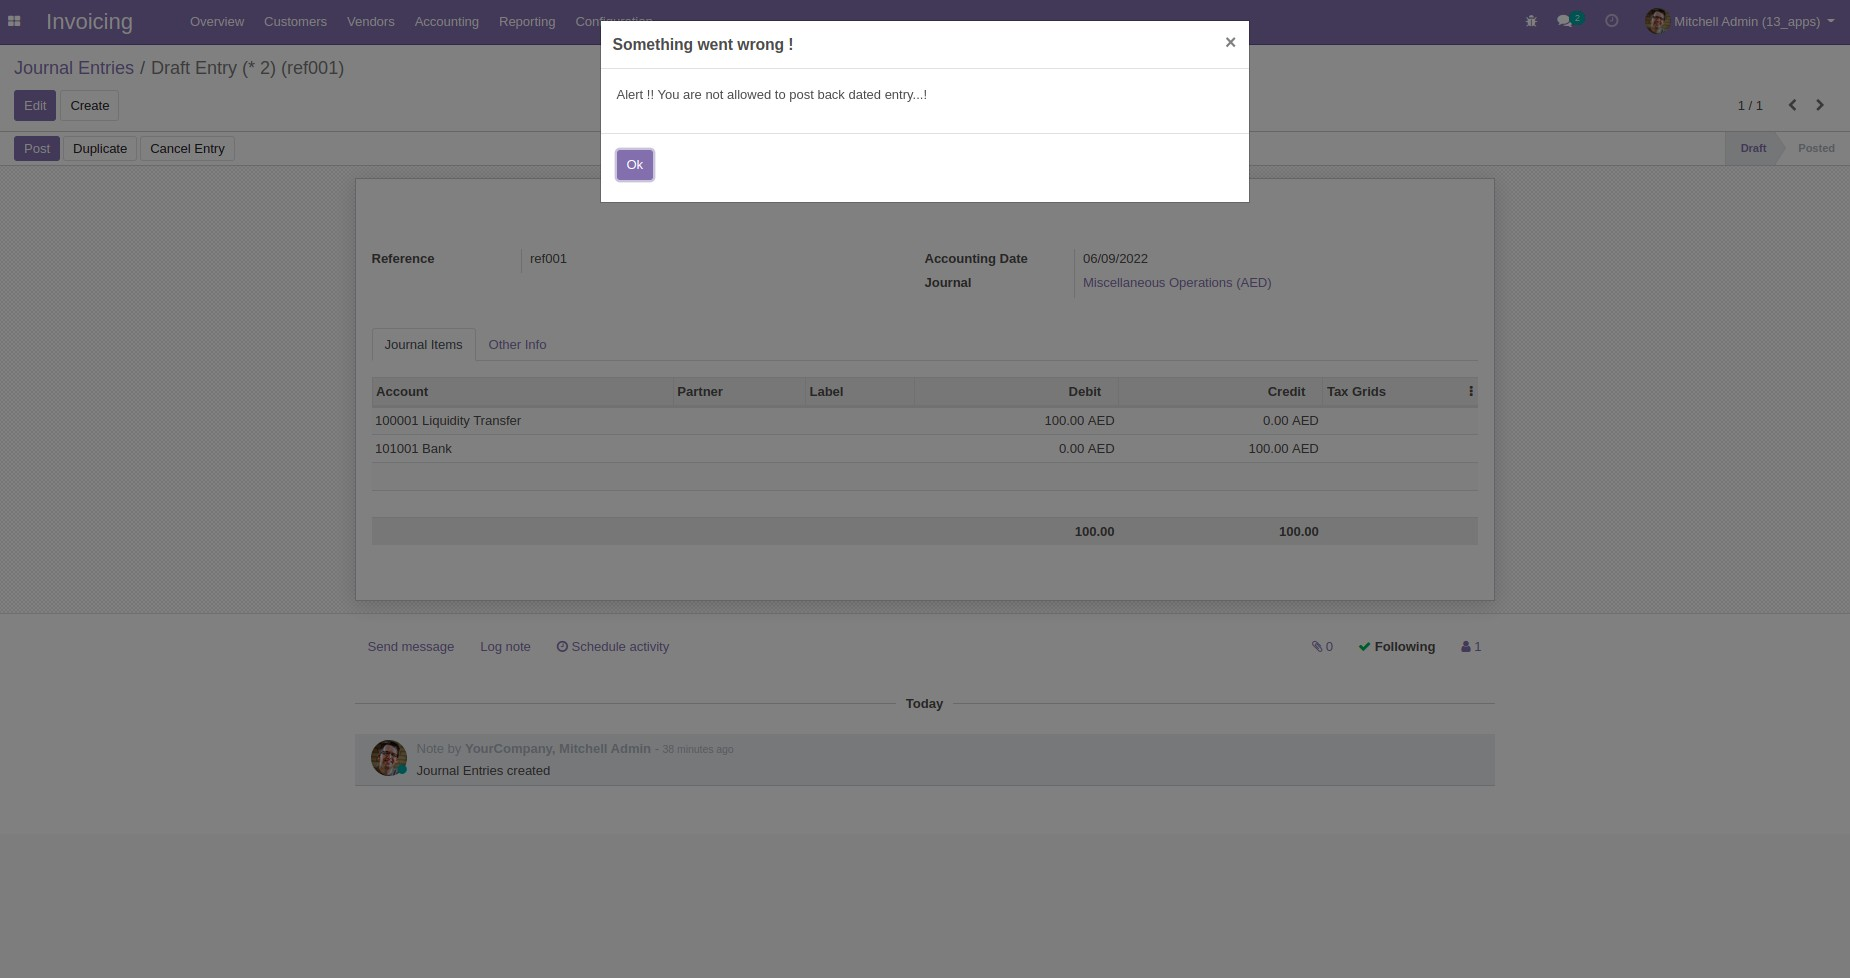 Invoicing Overview Customers Vendors Accounting Reporting 2 Mitchell Admin (13_apps)
Something went wrong ! ×
Journal Entries / Draft Entry (* 2) (ref001)
Alert !! You are not allowed to post back dated entry...!
Edit Create 1 / 1
Post Duplicate Cancel Entry Draft Posted
Ok
Reference ref001 Accounting Date 06/09/2022
Journal Miscellaneous Operations (AED)
Journal Items Other Info
Account Partner Label Debit Credit Tax Grids
100001 Liquidity Transfer 100.00 AED 0.00 AED
101001 Bank 0.00 AED 100.00 AED
100.00 100.00
Send message Log note Schedule activity 0 Following 1
Today
Note by YourCompany, Mitchell Admin - 38 minutes ago
Journal Entries created